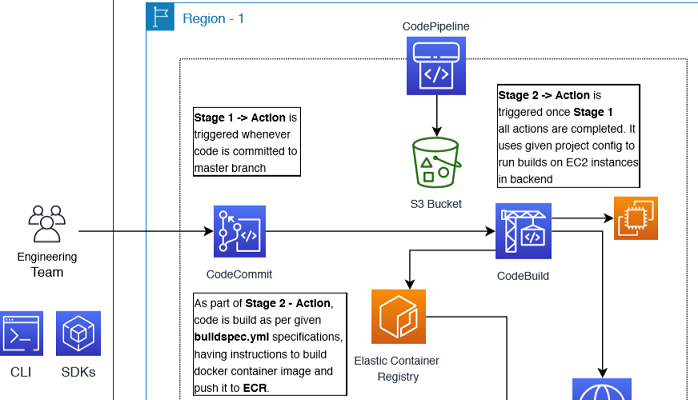 Region - 1
CodePipeline
Stage 1 -> Action is
triggered whenever
code is committed to
master branch
Stage 2 -> Action is
triggered once Stage 1
all actions are completed. It
uses given project config to
run builds on EC2 instances
in backend
S3 Bucket
Engineering
Team
CodeCommit
CodeBuild
As part of Stage 2 - Action,
code is build as per given
buildspec.yml specifications,
having instructions to build
docker container image and
push it to ECR.
Elastic Container
Registry
CLI
SDKs